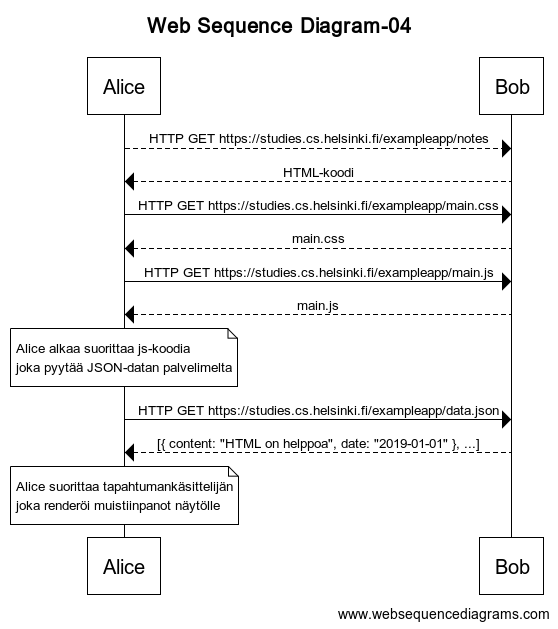 Web Sequence Diagram-04
Alice
Bob
HTTP GET https://studies.cs.helsinki.fi/exampleapp/notes
HTML-koodi
HTTP GET https://studies.cs.helsinki.fi/exampleapp/main.css
main.css
HTTP GET https://studies.cs.helsinki.fi/exampleapp/main.js
main.js
Alice alkaa suorittaa js-koodia
joka pyytää JSON-datan palvelimelta
HTTP GET https://studies.cs.helsinki.fi/exampleapp/data.json
[{ content: "HTML on helppoa", date: "2019-01-01" }, ...]
Alice suorittaa tapahtumankäsittelijän
joka renderöi muistiinpanot näytölle
Alice
Bob
www.websequencediagrams.com